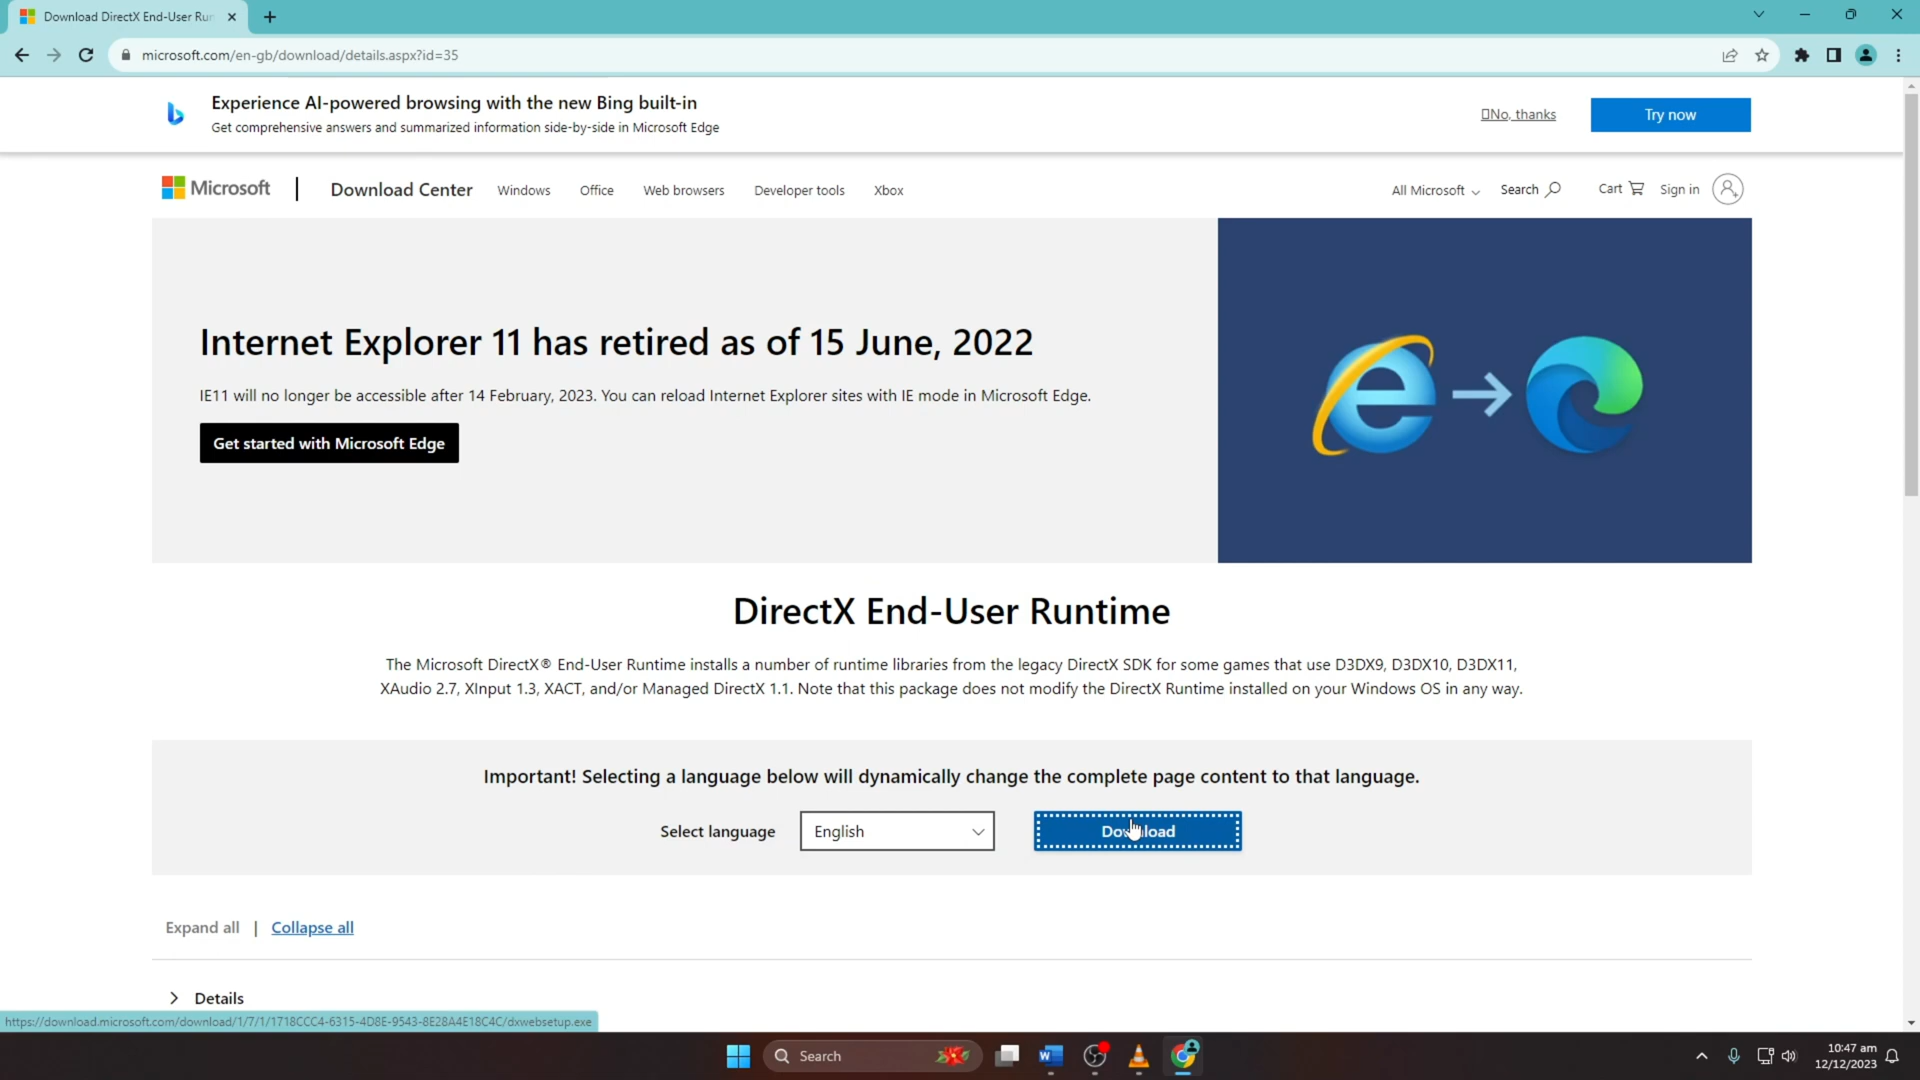 Download DirectX End-User Run
microsoft.com/en-gb/download/details.aspx?id=35
Experience AI-powered browsing with the new Bing built-in
Get comprehensive answers and summarized information side-by-side in Microsoft Edge
No, thanks
Try now
Microsoft | Download Center Windows Office Web browsers Developer tools Xbox All Microsoft Search Cart Sign in
Internet Explorer 11 has retired as of 15 June, 2022
IE11 will no longer be accessible after 14 February, 2023. You can reload Internet Explorer sites with IE mode in Microsoft Edge.
Get started with Microsoft Edge
DirectX End-User Runtime
The Microsoft DirectX® End-User Runtime installs a number of runtime libraries from the legacy DirectX SDK for some games that use D3DX9, D3DX10, D3DX11,
XAudio 2.7, XInput 1.3, XACT, and/or Managed DirectX 1.1. Note that this package does not modify the DirectX Runtime installed on your Windows OS in any way.
Important! Selecting a language below will dynamically change the complete page content to that language.
Select language English Download
Expand all | Collapse all
Details
https://download.microsoft.com/download/1/7/1/1718CCC4-6315-4D8E-9543-8E28A4E18C4C/dxwebsetup.exe
Search
10:47 am
12/12/2023